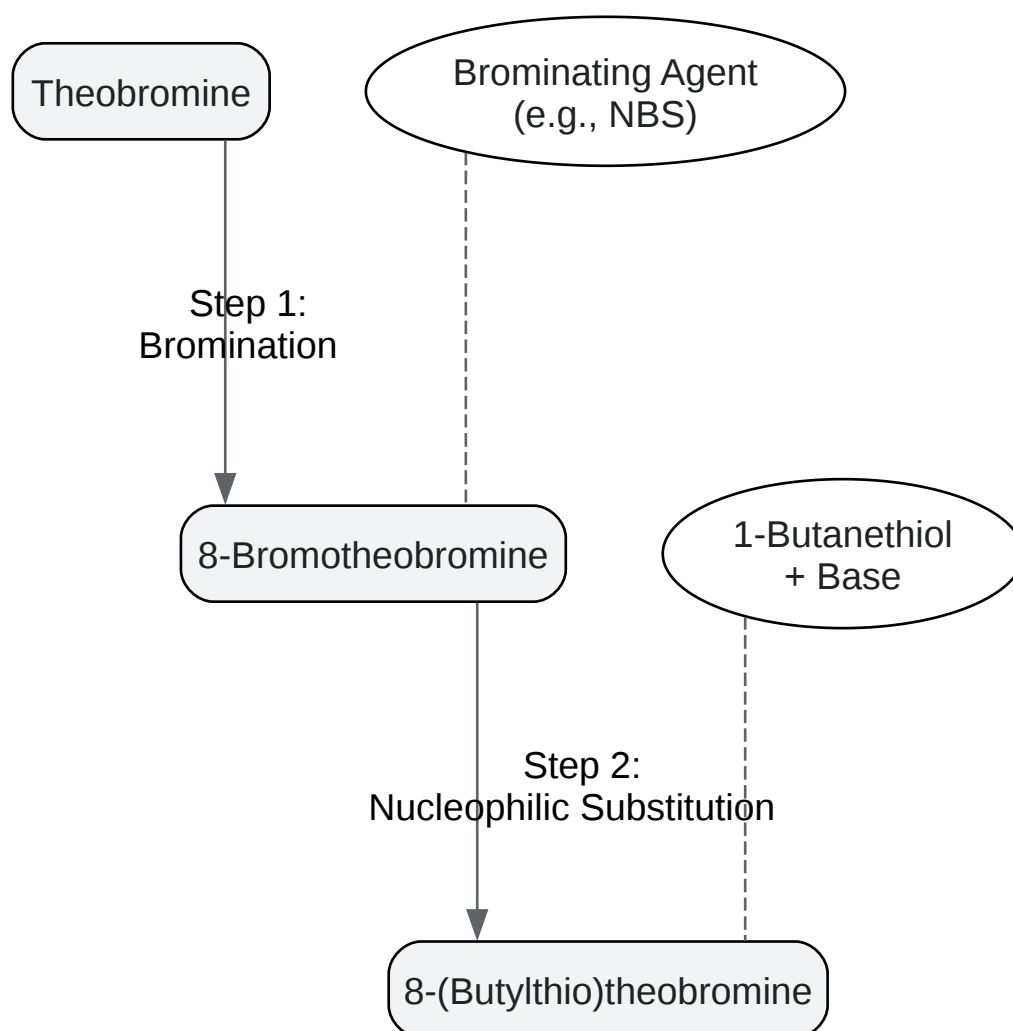 Theobromine
Brominating Agent
(e.g., NBS)
Step 1:
Bromination
8-Bromotheobromine
1-Butanethiol
+ Base
Step 2:
Nucleophilic Substitution
8-(Butylthio)theobromine